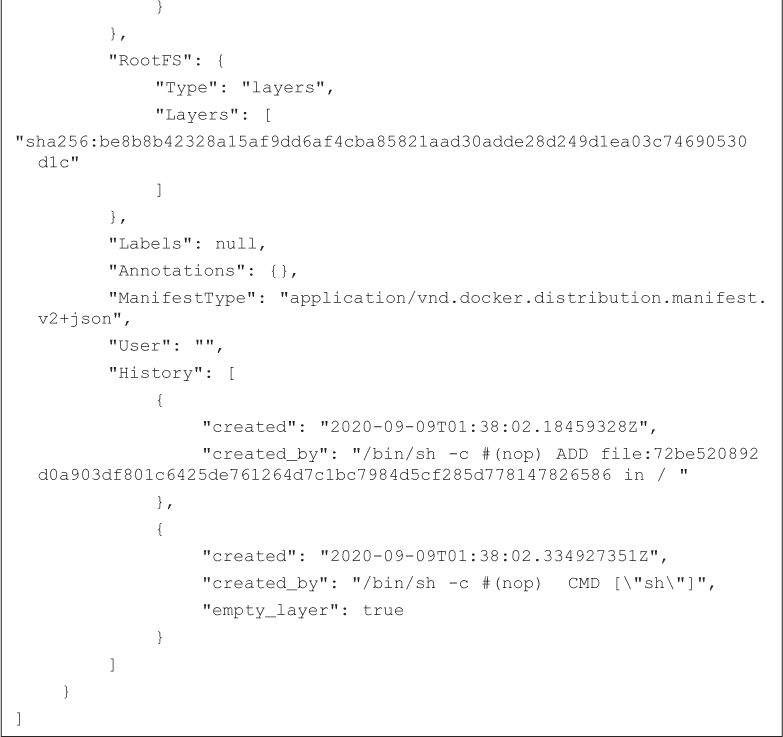 }
        },
        "RootFS": {
            "Type": "layers",
            "Layers": [
"sha256:be8b8b42328a15af9dd6af4cba85821aad30adde28d249d1ea03c74690530
  d1c"
            ]
        },
        "Labels": null,
        "Annotations": {},
        "ManifestType": "application/vnd.docker.distribution.manifest.
  v2+json",
        "User": "",
        "History": [
            {
                "created": "2020-09-09T01:38:02.18459328Z",
                "created_by": "/bin/sh -c #(nop) ADD file:72be520892
  d0a903df801c6425de761264d7c1bc7984d5cf285d778147826586 in / "
            },
            {
                "created": "2020-09-09T01:38:02.334927351Z",
                "created_by": "/bin/sh -c #(nop)  CMD [\"sh\"]",
                "empty_layer": true
            }
        ]
    }
]